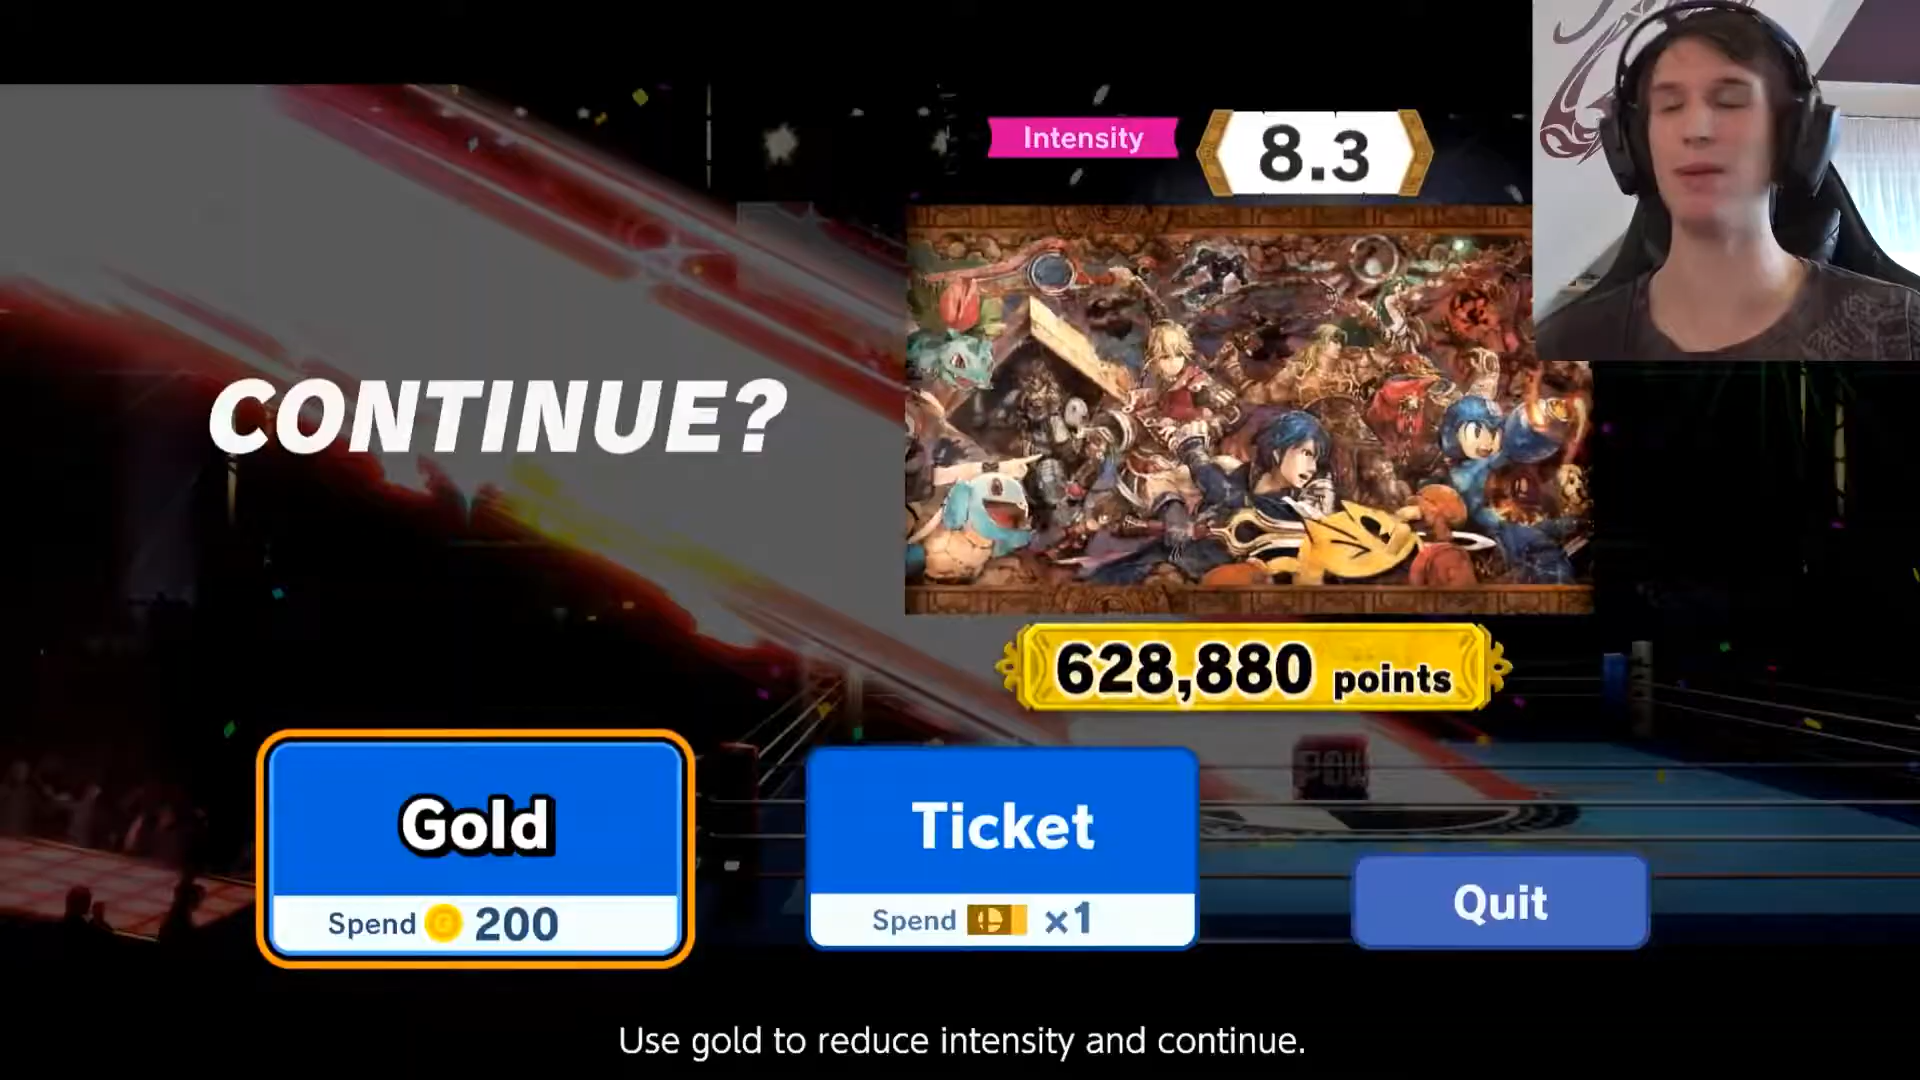 Intensity
8.3
CONTINUE?
628,880 points
Gold
Spend 200
Ticket
Spend ×1
Quit
POW
Use gold to reduce intensity and continue.